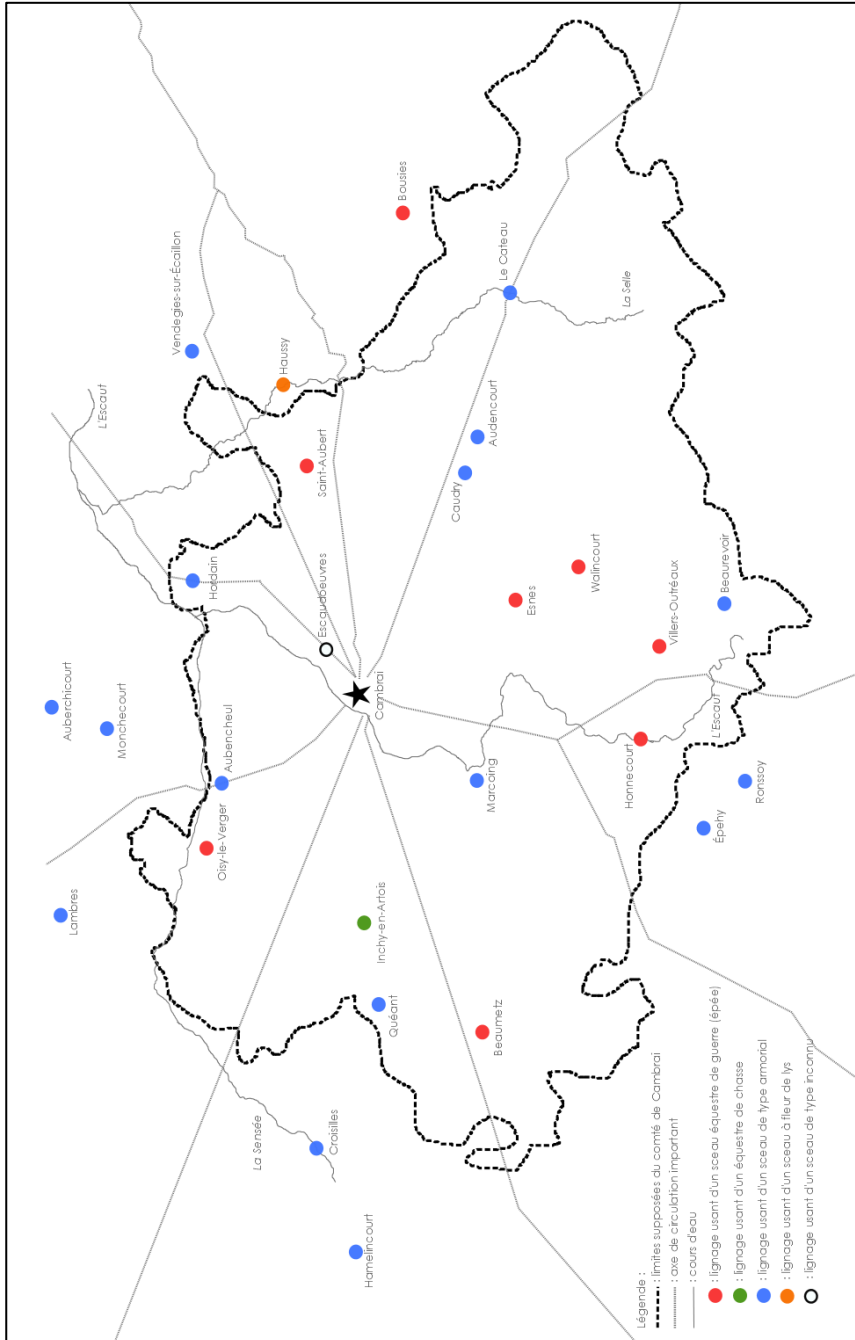 Bousies
Vendegies-sur-Écaillon
Le Cateau
La Selle
Haussy
L'Escaut
Audencourt
Saint-Aubert
Caudry
Walincourt
Hordain
Esnes
Beaurevoir
Villers-Outréaux
Escaudoeuvres
Cambrai
Auberchicourt
Monchecourt
L'Escaut
Honnecourt
Aubencheul
Marcoing
Ronssoy
Épehy
Oisy-le-Verger
Lambres
Inchy-en-Artois
Quéant
Beaumetz
La Sensée
Croisilles
Hamelincourt
Légende :
: limites supposées du comté de Cambrai
: axe de circulation important
: cours d'eau
: lignage usant d'un sceau équestre de guerre (épée)
: lignage usant d'un équestre de chasse
: lignage usant d'un sceau de type armorial
: lignage usant d'un sceau à fleur de lys
: lignage usant d'un sceau de type inconnu